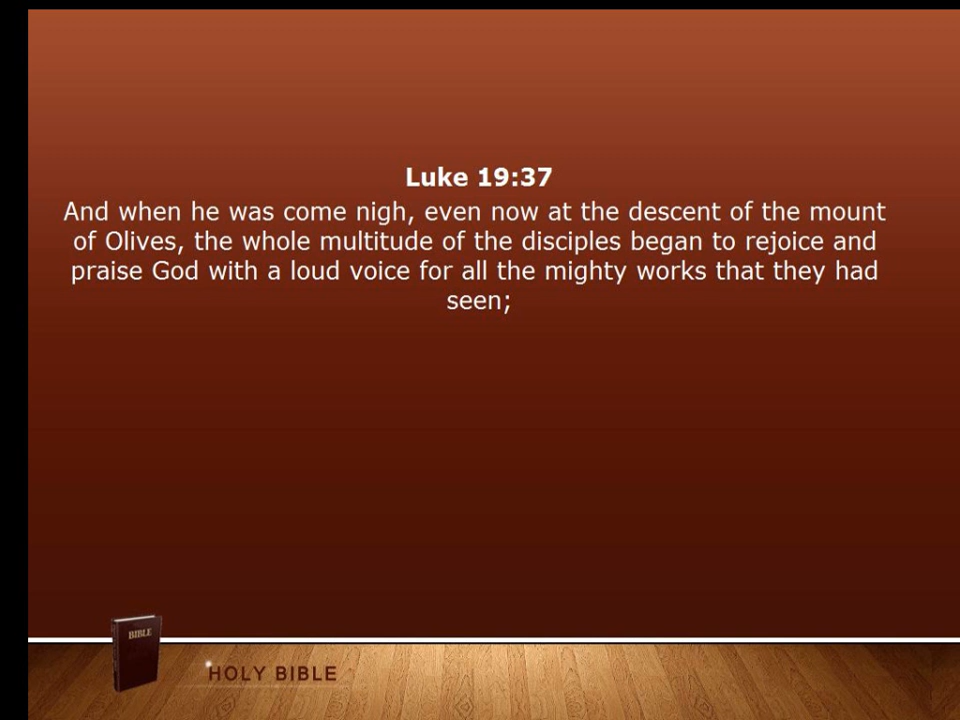 Luke 19:37
And when he was come nigh, even now at the descent of the mount
of Olives, the whole multitude of the disciples began to rejoice and
praise God with a loud voice for all the mighty works that they had
seen;
BIBLE
HOLY BIBLE